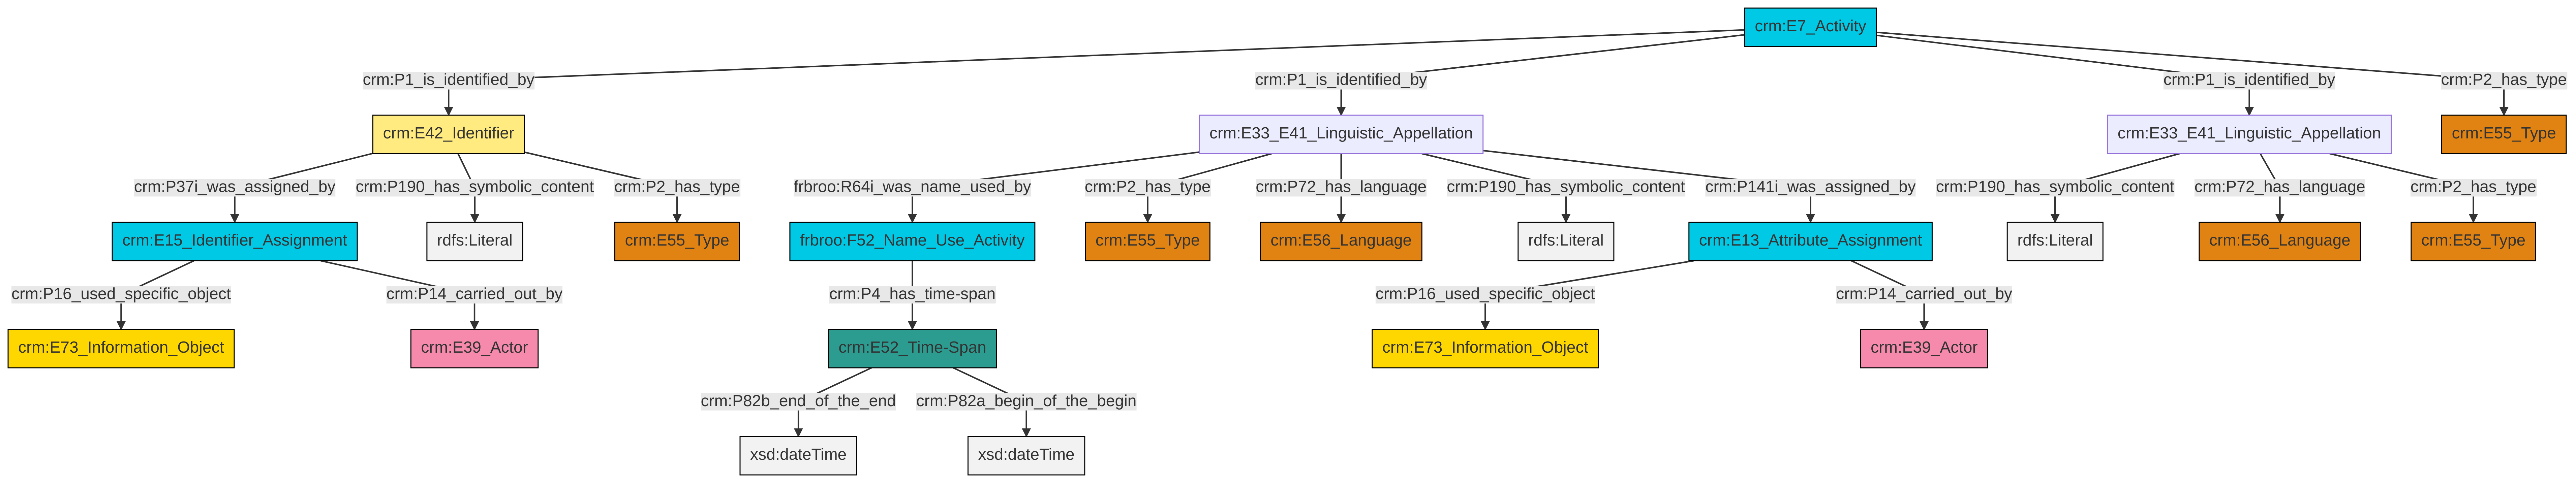 crm:E7_Activity
crm:P1_is_identified_by
crm:P1_is_identified_by
crm:P1_is_identified_by
crm:P2_has_type
crm:E42_Identifier
crm:E33_E41_Linguistic_Appellation
crm:E33_E41_Linguistic_Appellation
crm:E55_Type
crm:P37i_was_assigned_by
crm:P190_has_symbolic_content
crm:P2_has_type
frbroo:R64i_was_name_used_by
crm:P2_has_type
crm:P72_has_language
crm:P190_has_symbolic_content
crm:P141i_was_assigned_by
crm:P190_has_symbolic_content
crm:P72_has_language
crm:P2_has_type
crm:E15_Identifier_Assignment
rdfs:Literal
crm:E55_Type
frbroo:F52_Name_Use_Activity
crm:E55_Type
crm:E56_Language
rdfs:Literal
crm:E13_Attribute_Assignment
rdfs:Literal
crm:E56_Language
crm:E55_Type
crm:P16_used_specific_object
crm:P14_carried_out_by
crm:P4_has_time-span
crm:P16_used_specific_object
crm:P14_carried_out_by
crm:E73_Information_Object
crm:E39_Actor
crm:E52_Time-Span
crm:E73_Information_Object
crm:E39_Actor
crm:P82b_end_of_the_end
crm:P82a_begin_of_the_begin
xsd:dateTime
xsd:dateTime